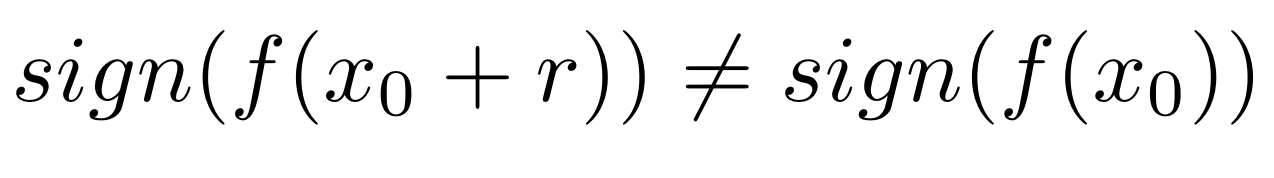 sign(f(x₀ + r)) ≠ sign(f(x₀))